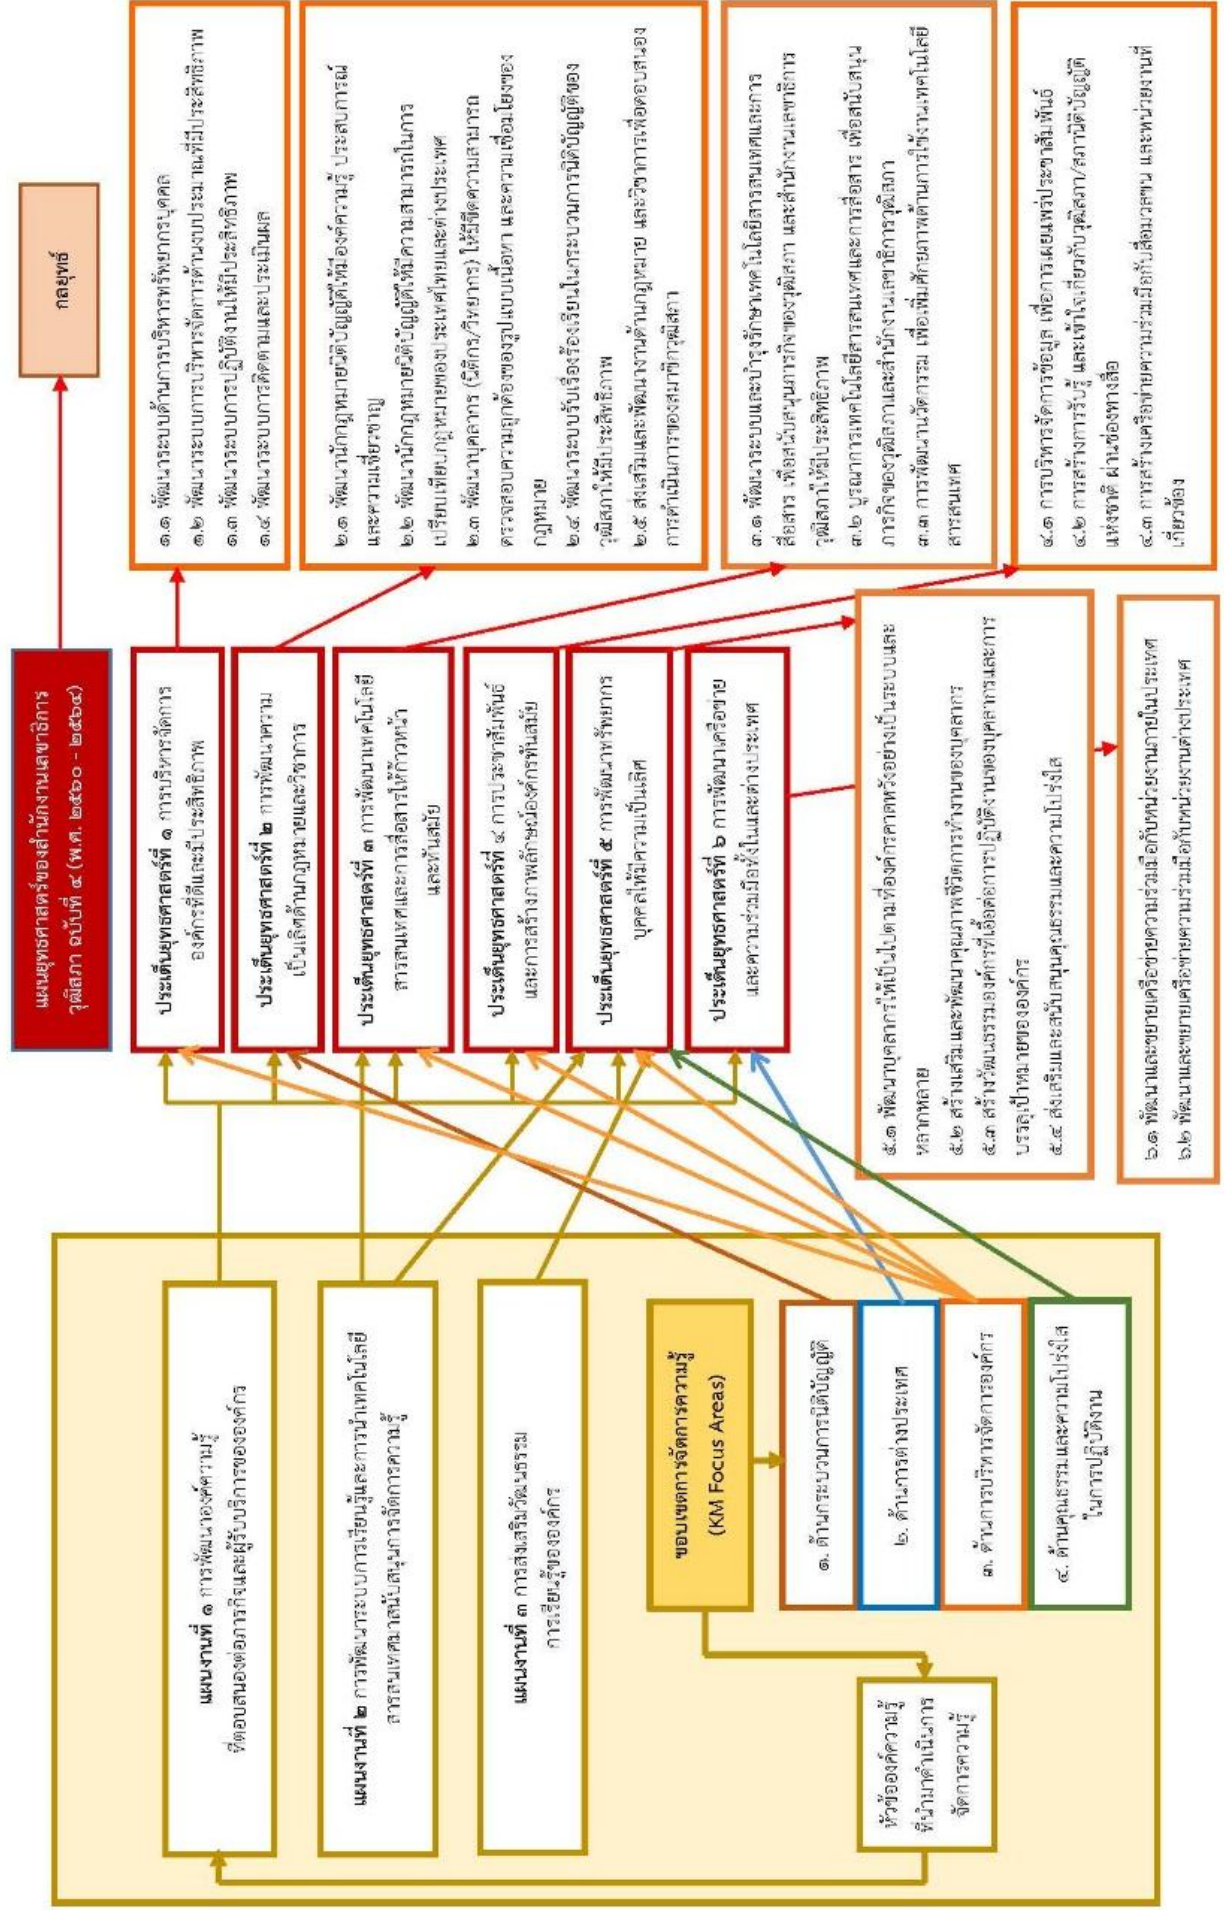 แผนยุทธศาสตร์ของสำนักงานเลขาธิการ
วุฒิสภา ฉบับที่ ๔ (พ.ศ. ๒๕๖๐ - ๒๕๖๔)
กลยุทธ์
แผนงานที่ ๑ การพัฒนาองค์ความรู้
ที่ตอบสนองต่อภารกิจและผู้รับบริการขององค์กร
แผนงานที่ ๒ การพัฒนาระบบการเรียนรู้และการนำเทคโนโลยี
สารสนเทศมาสนับสนุนการจัดการความรู้
แผนงานที่ ๓ การส่งเสริมวัฒนธรรม
การเรียนรู้ขององค์กร
ขอบเขตการจัดการความรู้
(KM Focus Areas)
๑. ด้านกระบวนการนิติบัญญัติ
๒. ด้านการต่างประเทศ
๓. ด้านการบริหารจัดการองค์กร
๔. ด้านคุณธรรมและความโปร่งใส
ในการปฏิบัติงาน
หัวข้อองค์ความรู้
ที่นำมาดำเนินการ
จัดการความรู้
ประเด็นยุทธศาสตร์ที่ ๑ การบริหารจัดการ
องค์กรที่ดีและมีประสิทธิภาพ
ประเด็นยุทธศาสตร์ที่ ๒ การพัฒนาความ
เป็นเลิศด้านกฎหมายและวิชาการ
ประเด็นยุทธศาสตร์ที่ ๓ การพัฒนาเทคโนโลยี
สารสนเทศและการสื่อสารให้ก้าวหน้า
และทันสมัย
ประเด็นยุทธศาสตร์ที่ ๔ การประชาสัมพันธ์
และการสร้างภาพลักษณ์องค์กรทันสมัย
ประเด็นยุทธศาสตร์ที่ ๕ การพัฒนาทรัพยากร
บุคคลให้มีความเป็นเลิศ
ประเด็นยุทธศาสตร์ที่ ๖ การพัฒนาเครือข่าย
และความร่วมมือทั้งในและต่างประเทศ
๑.๑ พัฒนาระบบด้านการบริหารทรัพยากรบุคคล
๑.๒ พัฒนาระบบการบริหารจัดการด้านงบประมาณที่มีประสิทธิภาพ
๑.๓ พัฒนาระบบการปฏิบัติงานให้มีประสิทธิภาพ
๑.๔ พัฒนาระบบการติดตามและประเมินผล
๒.๑ พัฒนานักกฎหมายนิติบัญญัติให้มีองค์ความรู้ ประสบการณ์
และความเชี่ยวชาญ
๒.๒ พัฒนานักกฎหมายนิติบัญญัติให้มีความสามารถในการ
เปรียบเทียบกฎหมายของประเทศไทยและต่างประเทศ
๒.๓ พัฒนาบุคลากร (นิติกร/วิทยากร) ให้มีขีดความสามารถ
ตรวจสอบความถูกต้องของรูปแบบเนื้อหา และความเชื่อมโยงของ
กฎหมาย
๒.๔ พัฒนาระบบรับเรื่องร้องเรียนในกระบวนการนิติบัญญัติของ
วุฒิสภาให้มีประสิทธิภาพ
๒.๕ ส่งเสริมและพัฒนางานด้านกฎหมาย และวิชาการเพื่อตอบสนอง
การดำเนินการของสมาชิกวุฒิสภา
๓.๑ พัฒนาระบบและบำรุงรักษาเทคโนโลยีสารสนเทศและการ
สื่อสาร เพื่อสนับสนุนภารกิจของวุฒิสภา และสำนักงานเลขาธิการ
วุฒิสภาให้มีประสิทธิภาพ
๓.๒ บูรณาการเทคโนโลยีสารสนเทศและการสื่อสาร เพื่อสนับสนุน
ภารกิจของวุฒิสภาและสำนักงานเลขาธิการวุฒิสภา
๓.๓ การพัฒนานวัตกรรม เพื่อเพิ่มศักยภาพด้านการใช้งานเทคโนโลยี
สารสนเทศ
๔.๑ การบริหารจัดการข้อมูล เพื่อการเผยแพร่ประชาสัมพันธ์
๔.๒ การสร้างการรับรู้ และเข้าใจเกี่ยวกับวุฒิสภา/สภานิติบัญญัติ
แห่งชาติ ผ่านช่องทางสื่อ
๔.๓ การสร้างเครือข่ายความร่วมมือกับสื่อมวลชน และหน่วยงานที่
เกี่ยวข้อง
๕.๑ พัฒนาบุคลากรให้เป็นไปตามที่องค์กรคาดหวังอย่างเป็นระบบและ
หลากหลาย
๕.๒ สร้างเสริมและพัฒนาคุณภาพชีวิตการทำงานของบุคลากร
๕.๓ สร้างวัฒนธรรมองค์กรที่เอื้อต่อการปฏิบัติงานของบุคลากรและการ
บรรลุเป้าหมายขององค์กร
๕.๔ ส่งเสริมและสนับสนุนคุณธรรมและความโปร่งใส
๖.๑ พัฒนาและขยายเครือข่ายความร่วมมือกับหน่วยงานภายในประเทศ
๖.๒ พัฒนาและขยายเครือข่ายความร่วมมือกับหน่วยงานต่างประเทศ